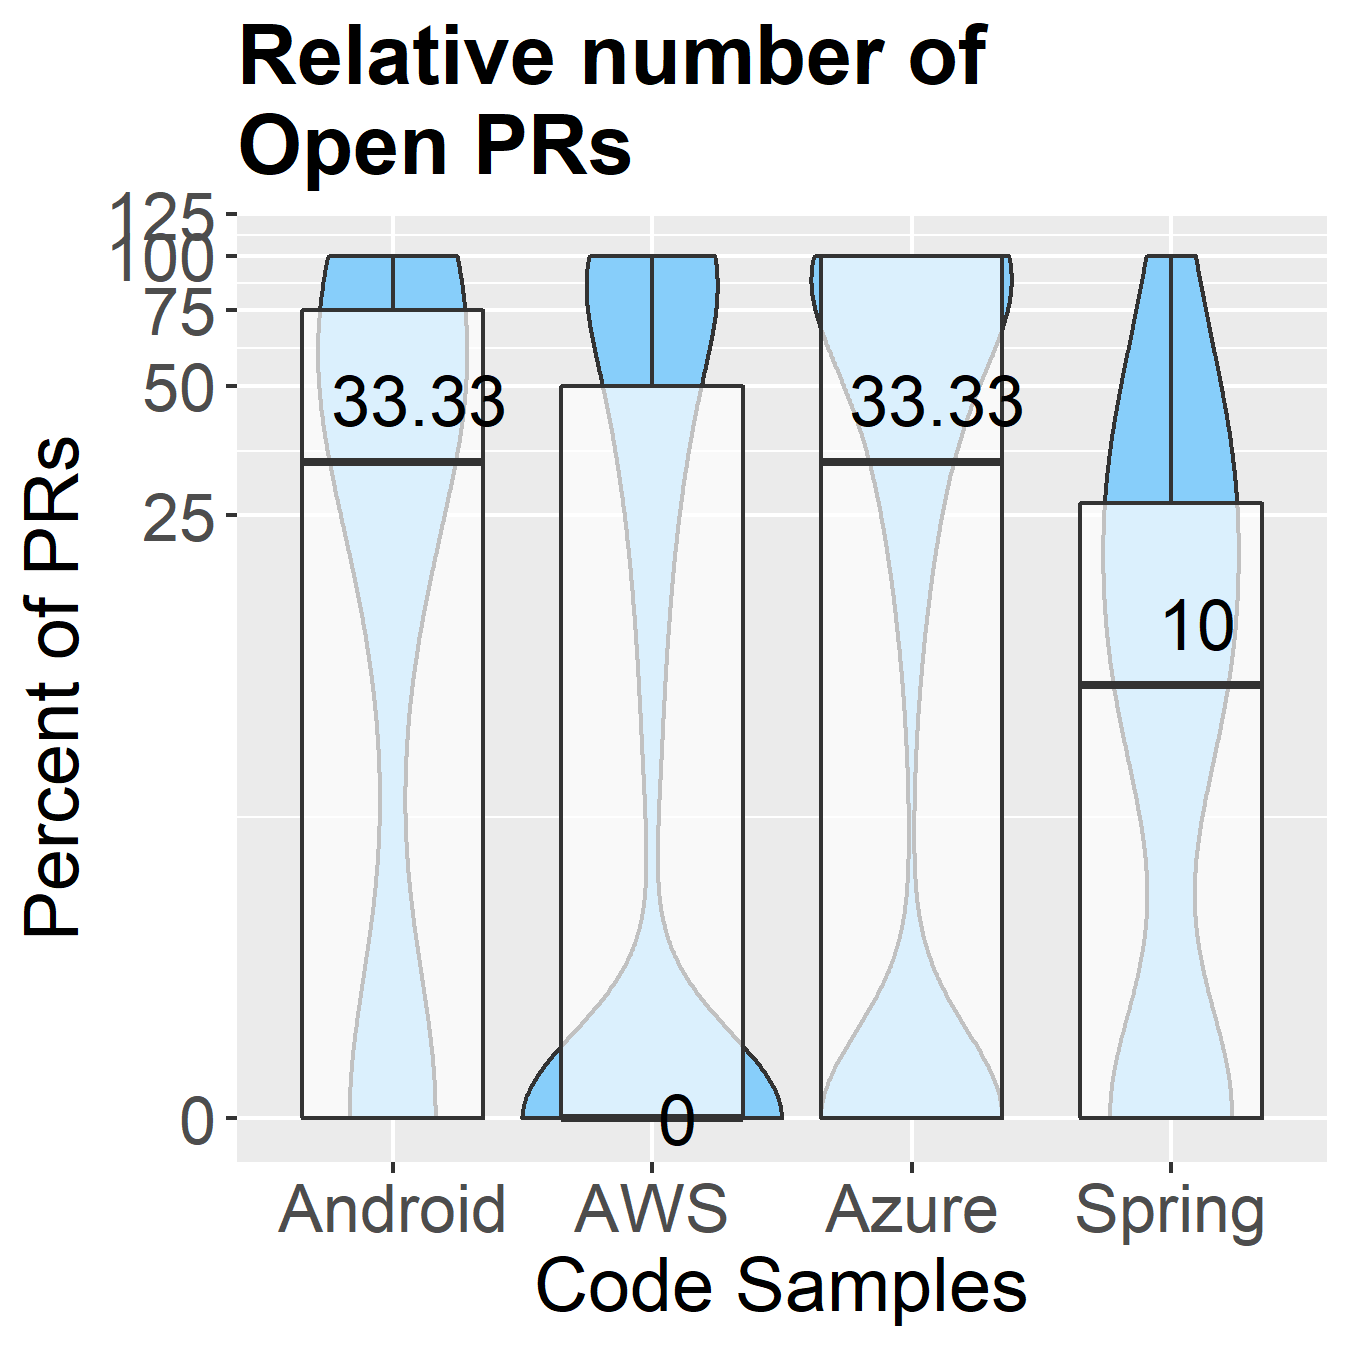 Relative number of
Open PRs
Percent of PRs
125
100
75
50
25
0
33.33
0
33.33
10
Android
AWS
Azure
Spring
Code Samples